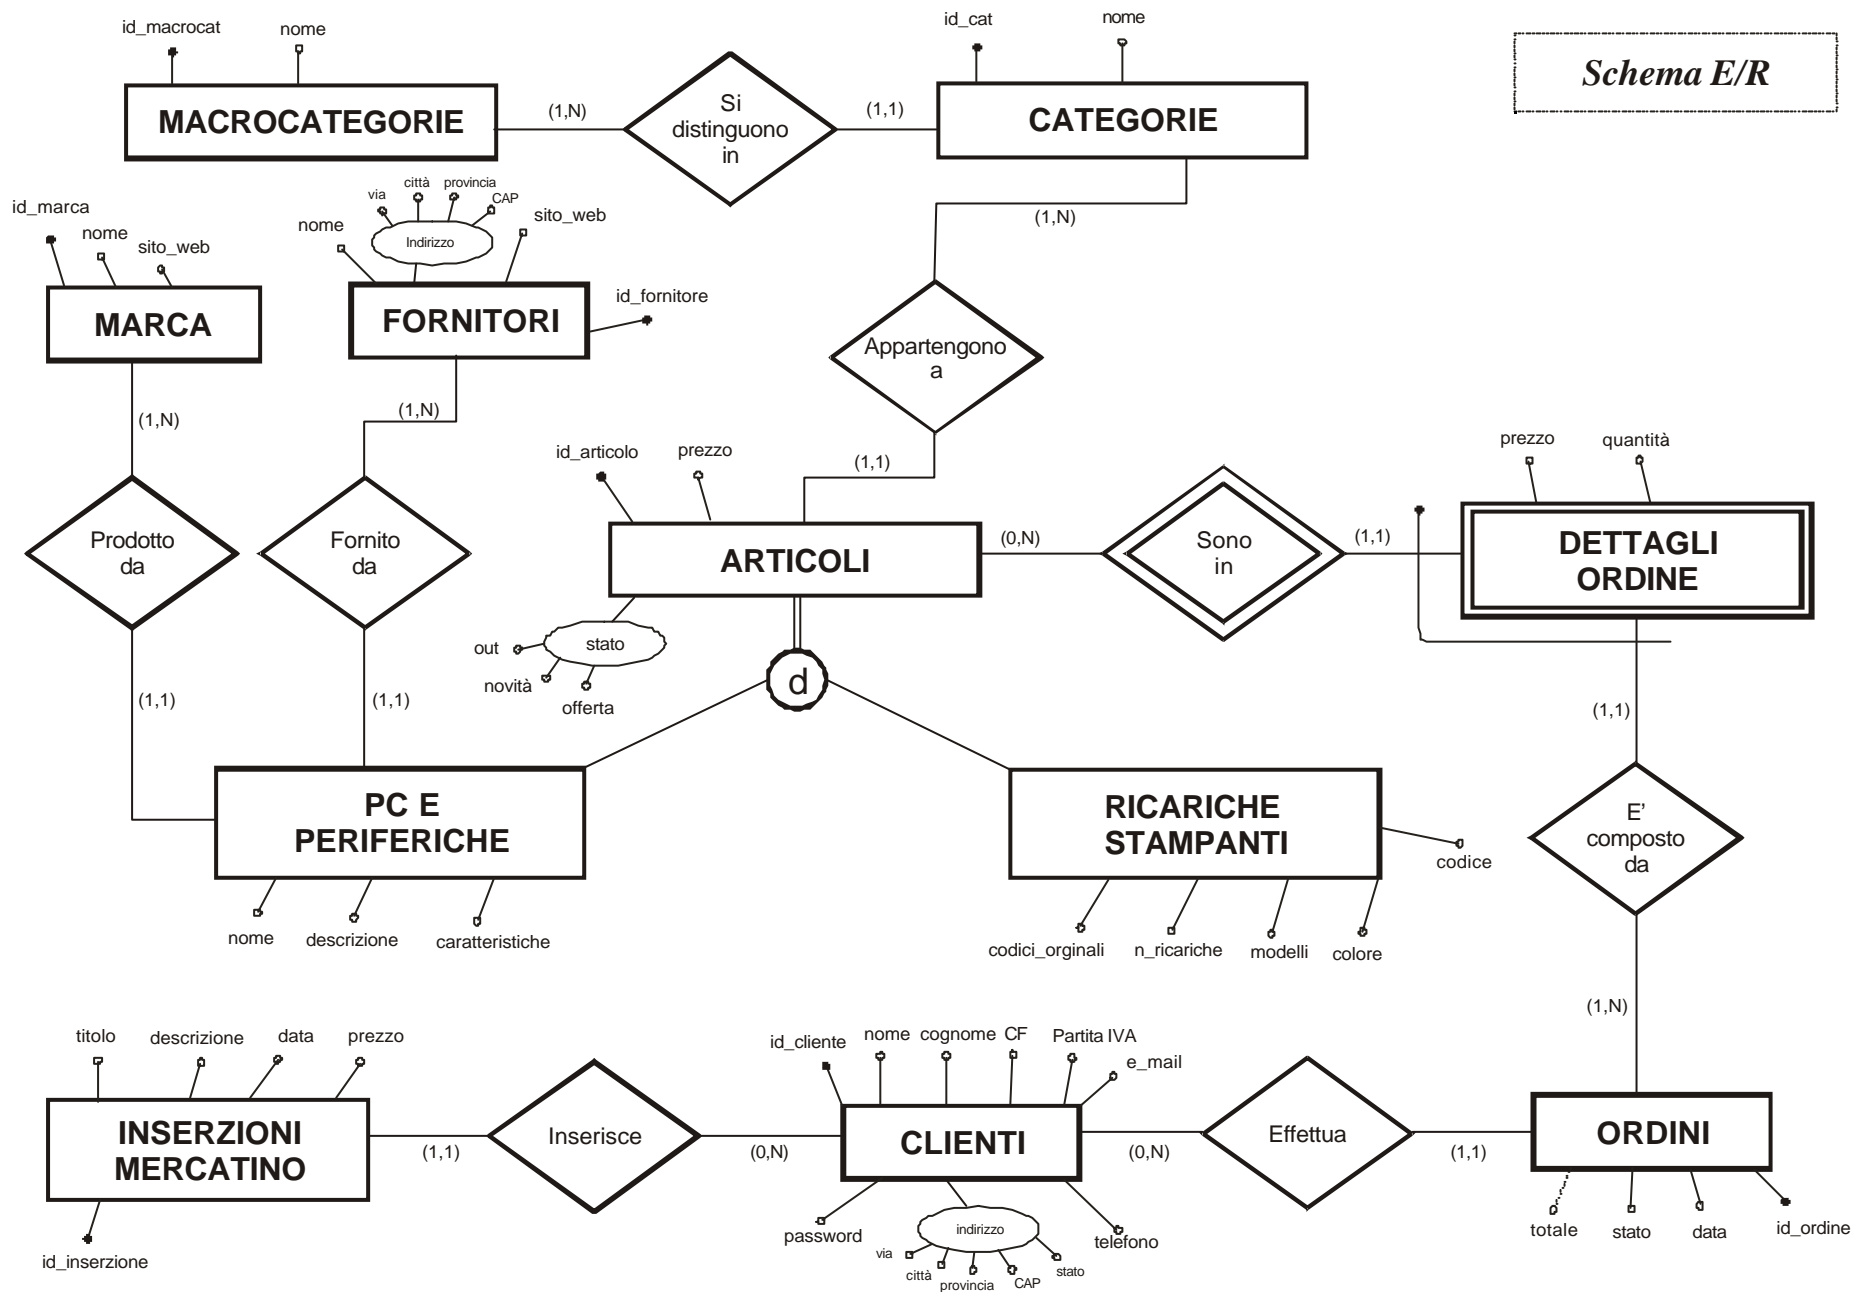 id_macrocat
nome
id_cat
nome
Schema E/R
MACROCATEGORIE
(1,N)
Si
distinguono
in
(1,1)
CATEGORIE
id_marca
nome
sito_web
nome
via
città
provincia
CAP
Indirizzo
sito_web
(1,N)
MARCA
FORNITORI
id_fornitore
Appartengono
a
(1,N)
(1,N)
(1,1)
id_articolo
prezzo
prezzo
quantità
Prodotto
da
Fornito
da
ARTICOLI
(0,N)
Sono
in
(1,1)
DETTAGLI
ORDINE
out
stato
novità
offerta
d
(1,1)
(1,1)
(1,1)
PC E
PERIFERICHE
RICARICHE
STAMPANTI
codice
E’
composto
da
nome
descrizione
caratteristiche
codici_orginali
n_ricariche
modelli
colore
(1,N)
titolo
descrizione
data
prezzo
id_cliente
nome
cognome
CF
Partita IVA
e_mail
INSERZIONI
MERCATINO
(1,1)
Inserisce
(0,N)
CLIENTI
(0,N)
Effettua
(1,1)
ORDINI
id_inserzione
password
indirizzo
via
città
provincia
CAP
stato
telefono
totale
stato
data
id_ordine